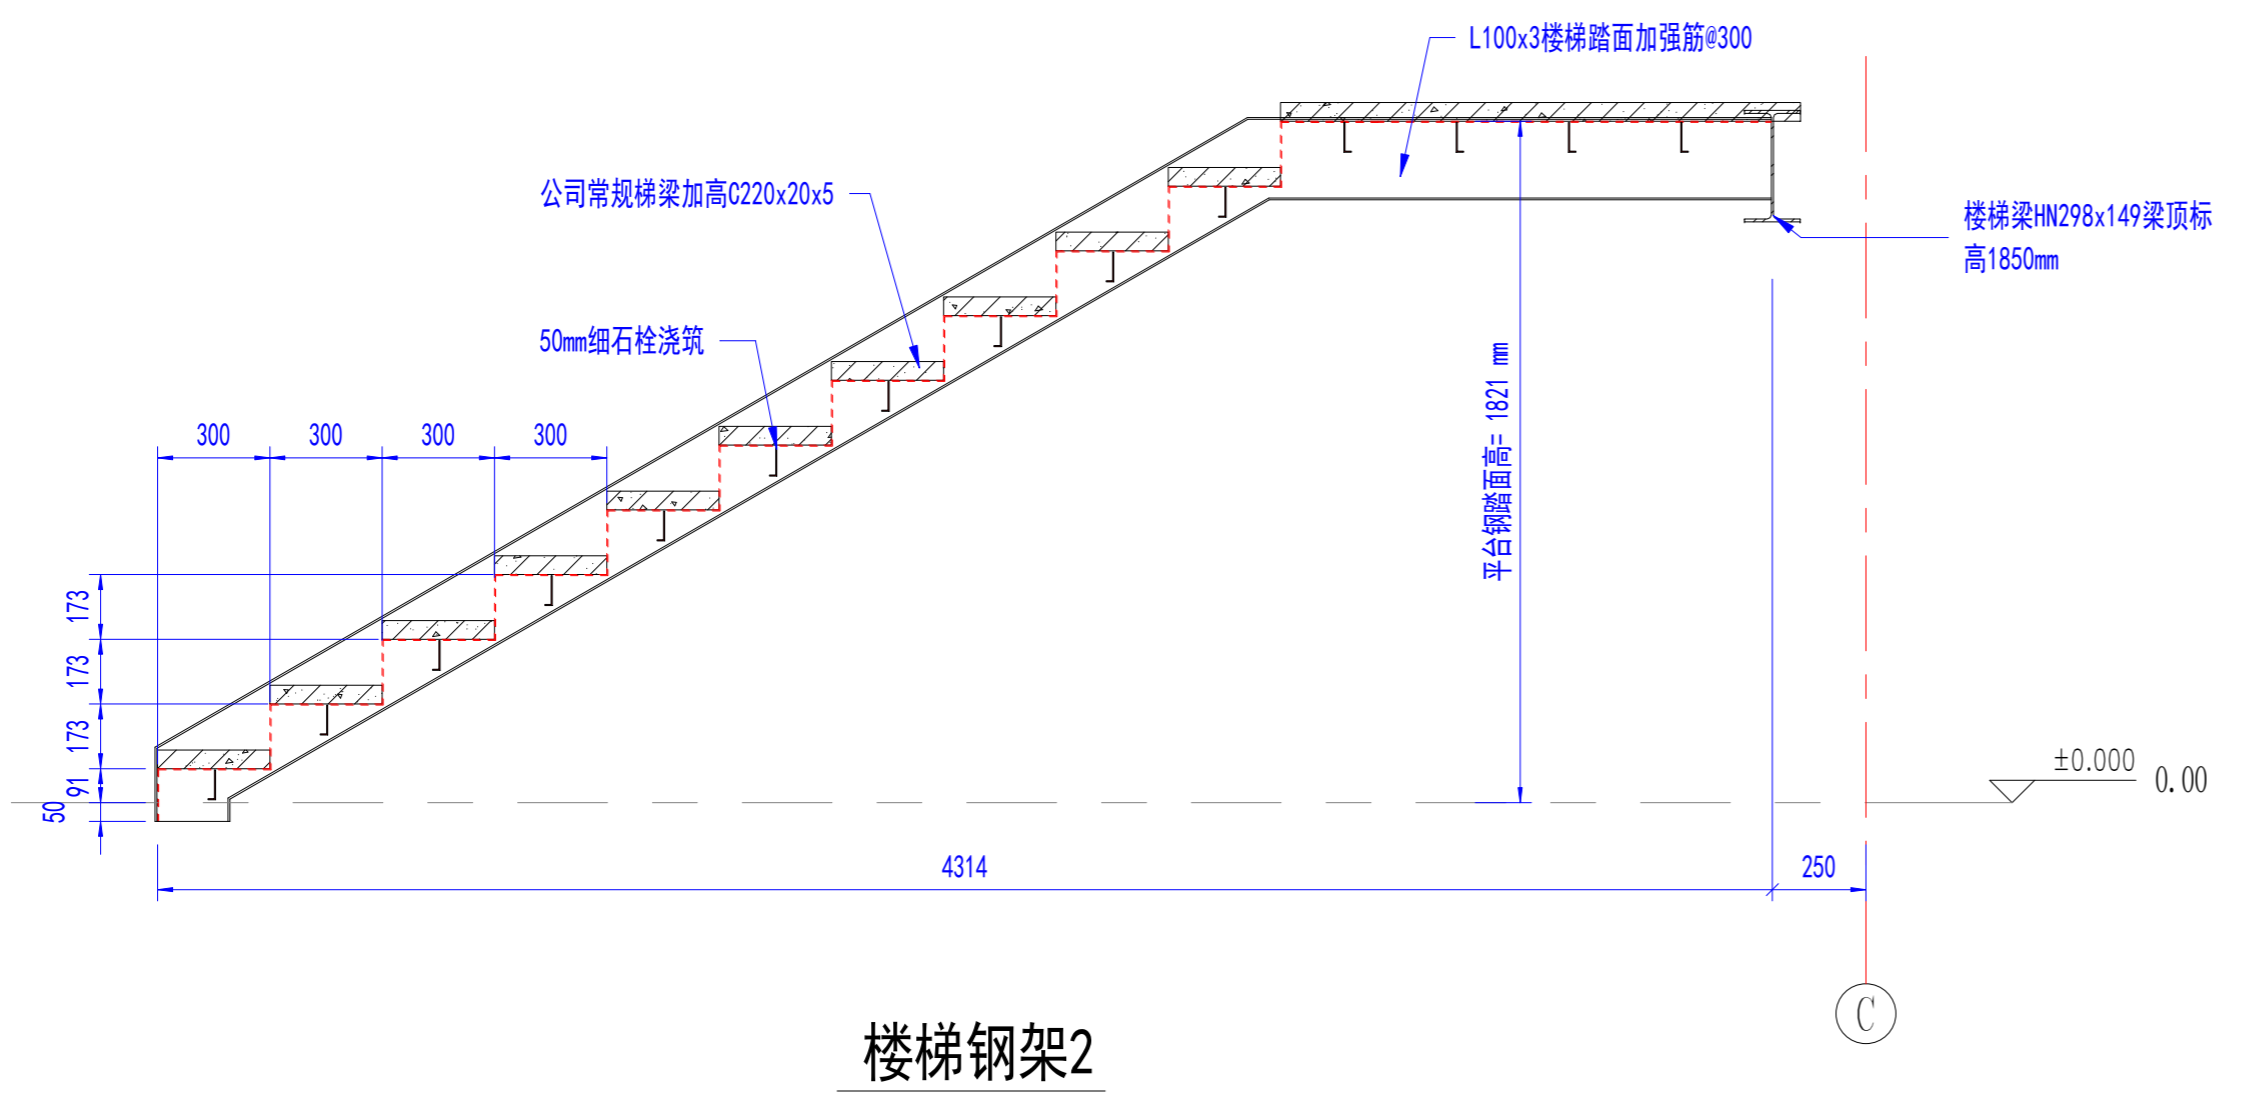 L100x3楼梯踏面加强筋@300
公司常规梯梁加高C220x20x5
楼梯梁HN298x149梁顶标
高1850mm
50mm细石栓浇筑
平台钢踏面高= 1821 mm
300
300
300
300
173
173
173
91
50
±0.000
0.00
4314
250
C
楼梯钢架2